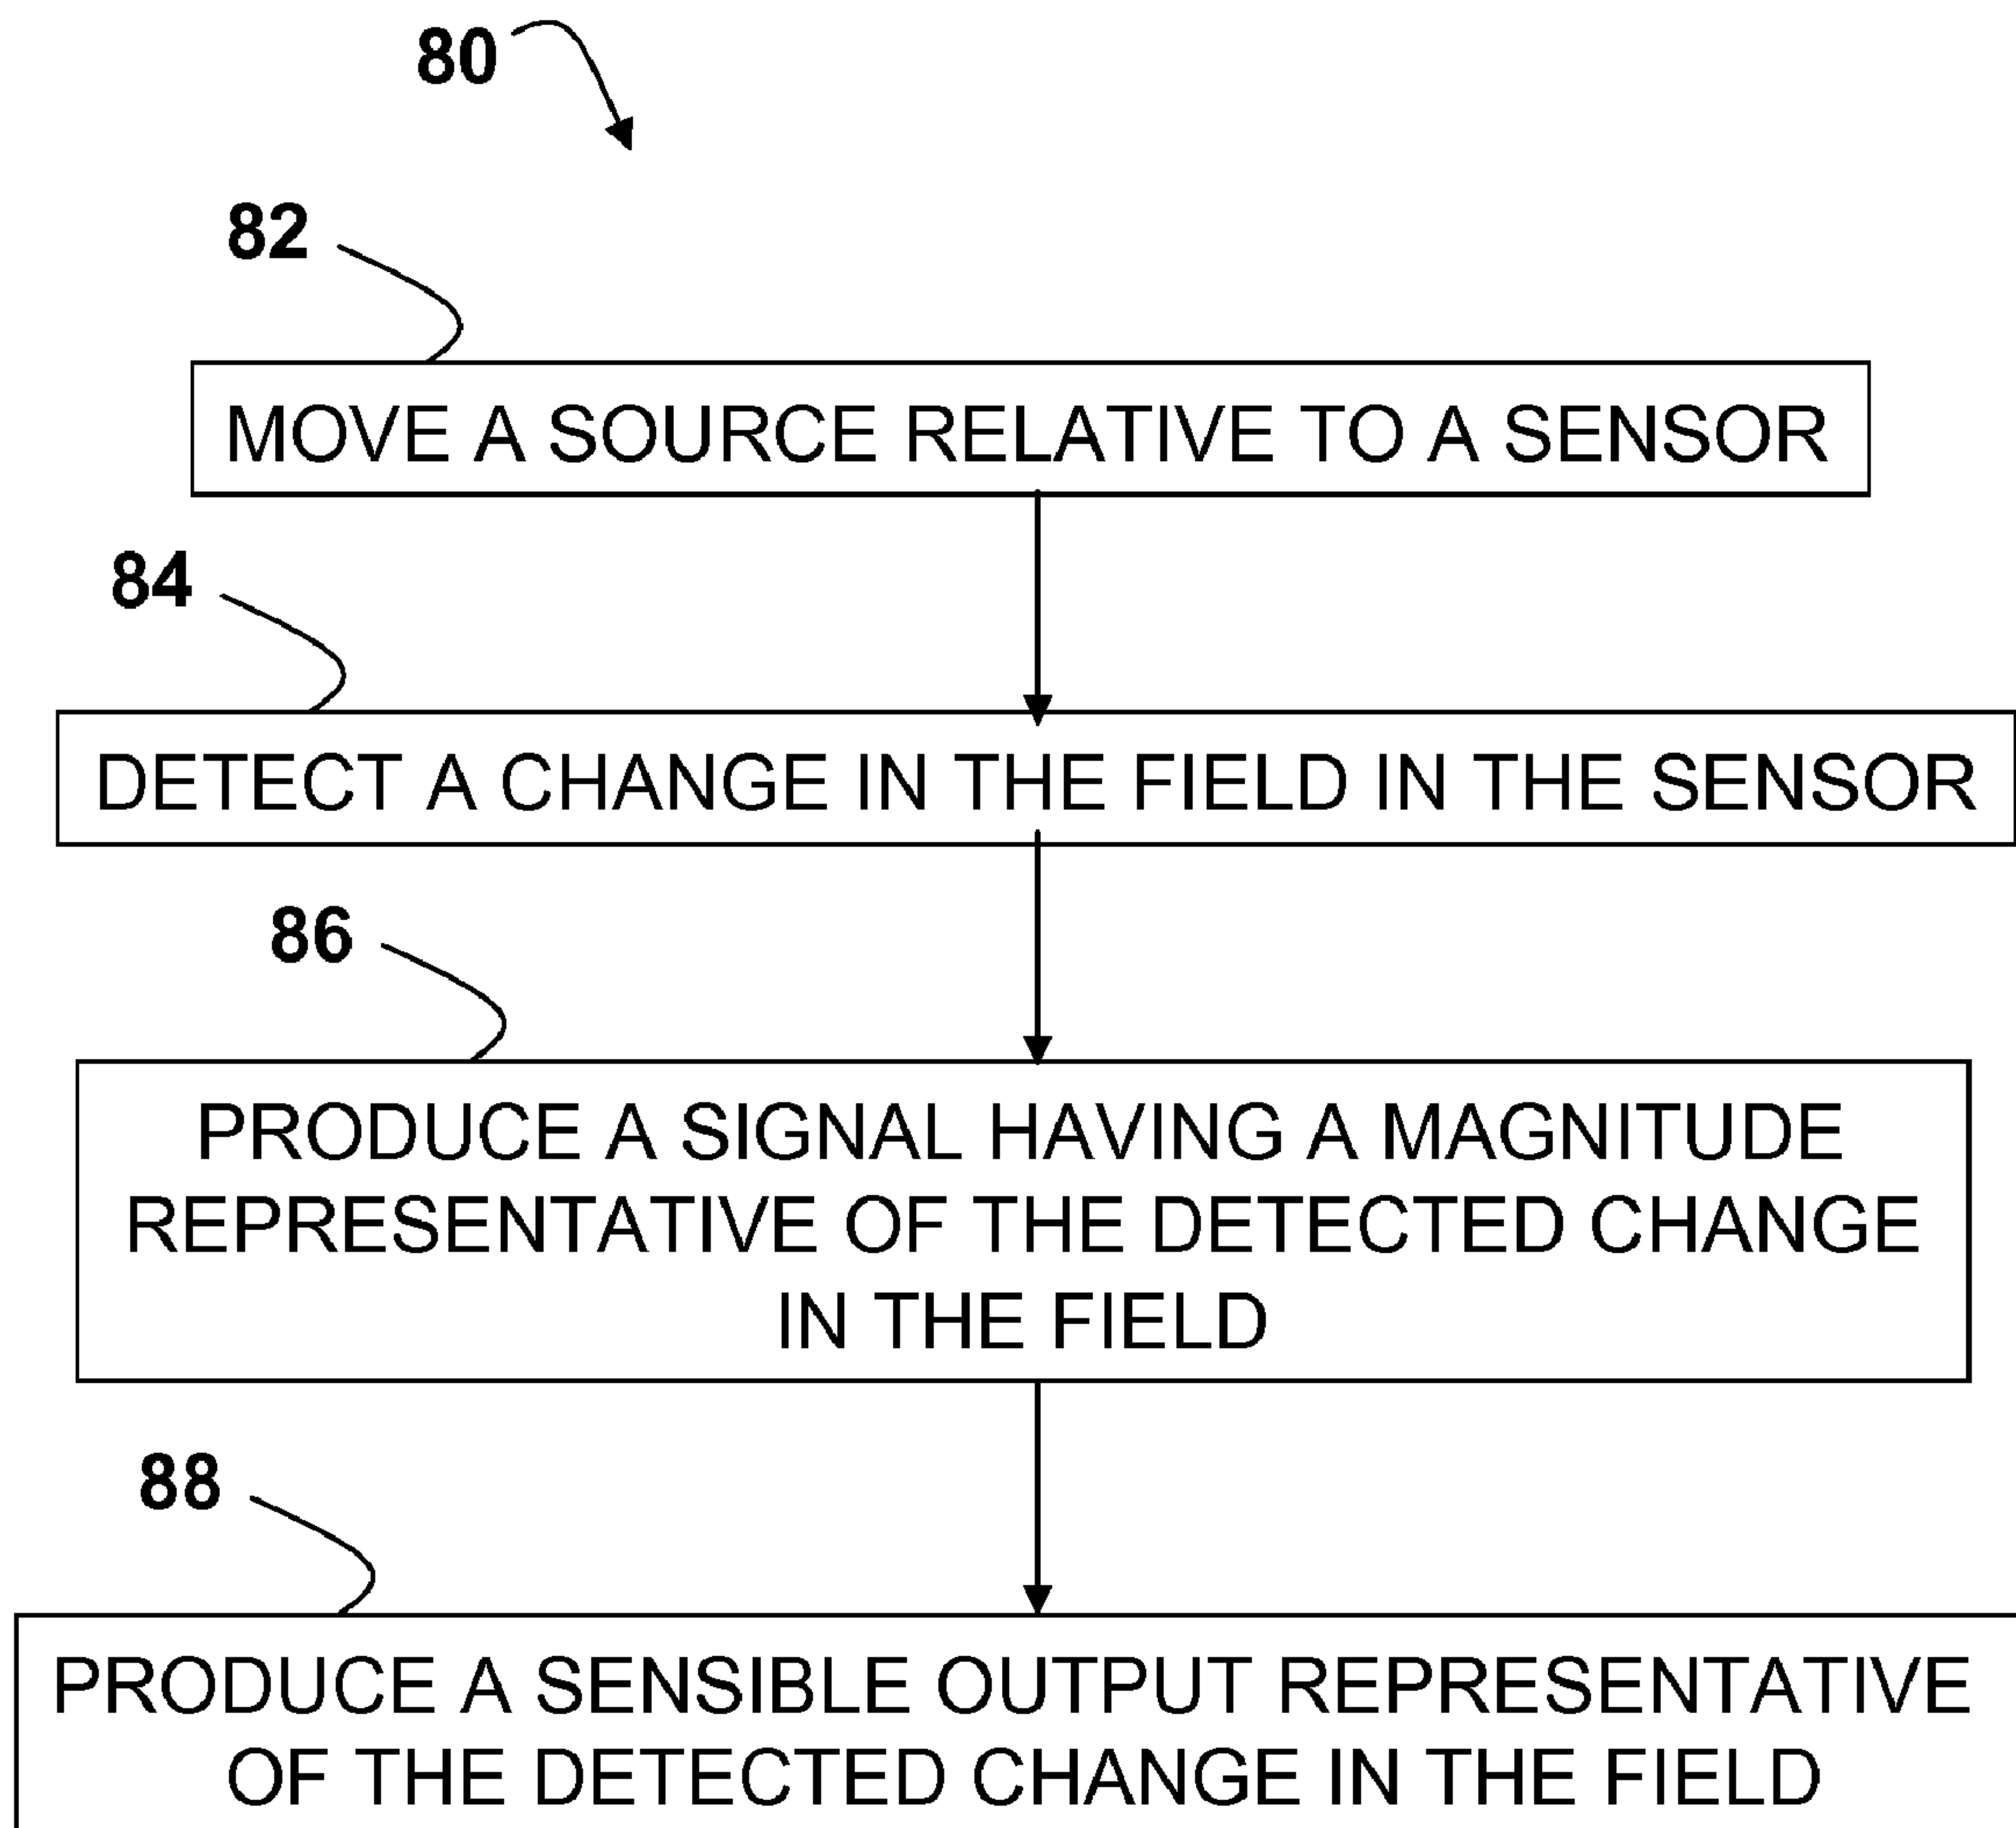 80
82
MOVE A SOURCE RELATIVE TO A SENSOR
84
DETECT A CHANGE IN THE FIELD IN THE SENSOR
86
PRODUCE A SIGNAL HAVING A MAGNITUDE
REPRESENTATIVE OF THE DETECTED CHANGE
IN THE FIELD
88
PRODUCE A SENSIBLE OUTPUT REPRESENTATIVE
OF THE DETECTED CHANGE IN THE FIELD